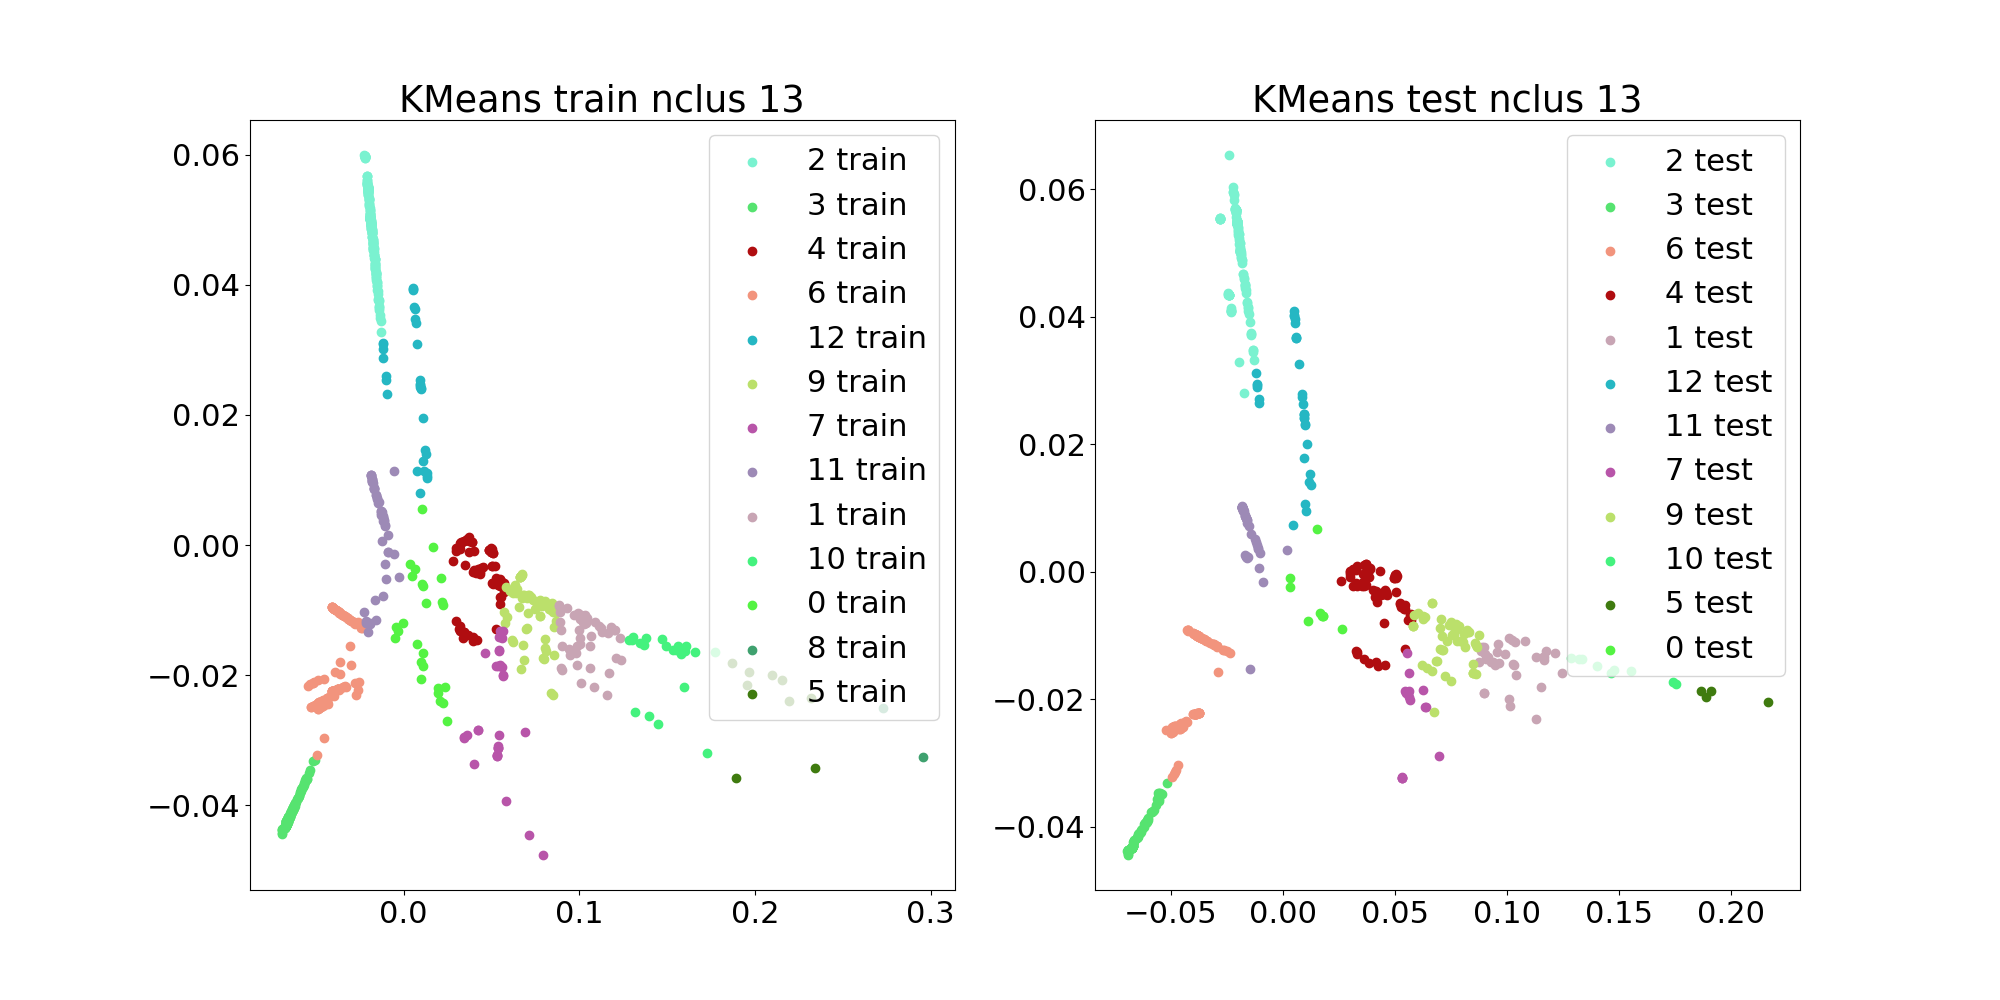 KMeans train nclus 13
0.06
0.04
0.02
0.00
−0.02
−0.04
0.0 0.1 0.2 0.3
2 train
3 train
4 train
6 train
12 train
9 train
7 train
11 train
1 train
10 train
0 train
8 train
5 train
KMeans test nclus 13
0.06
0.04
0.02
0.00
−0.02
−0.04
−0.05 0.00 0.05 0.10 0.15 0.20
2 test
3 test
6 test
4 test
1 test
12 test
11 test
7 test
9 test
10 test
5 test
0 test